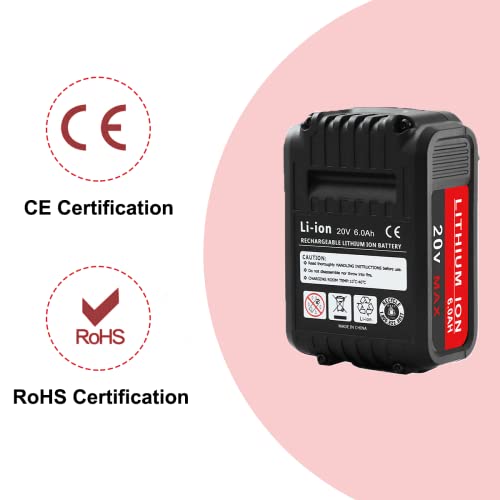 CE
CE Certification
RoHS
RoHS Certification
Li-ion 20V 6.0Ah CE
RECHARGEABLE LITHIUM ION BATTERY
CAUTION:
Read thoroughly HANDLING INSTRUCTIONS before use.
Do not disassemble nor throw into fire.
CHARGING ROOM TEMP.
Li-ion
RECYCLE
MADE IN CHINA
LITHIUM ION
6.0AH
20V MAX